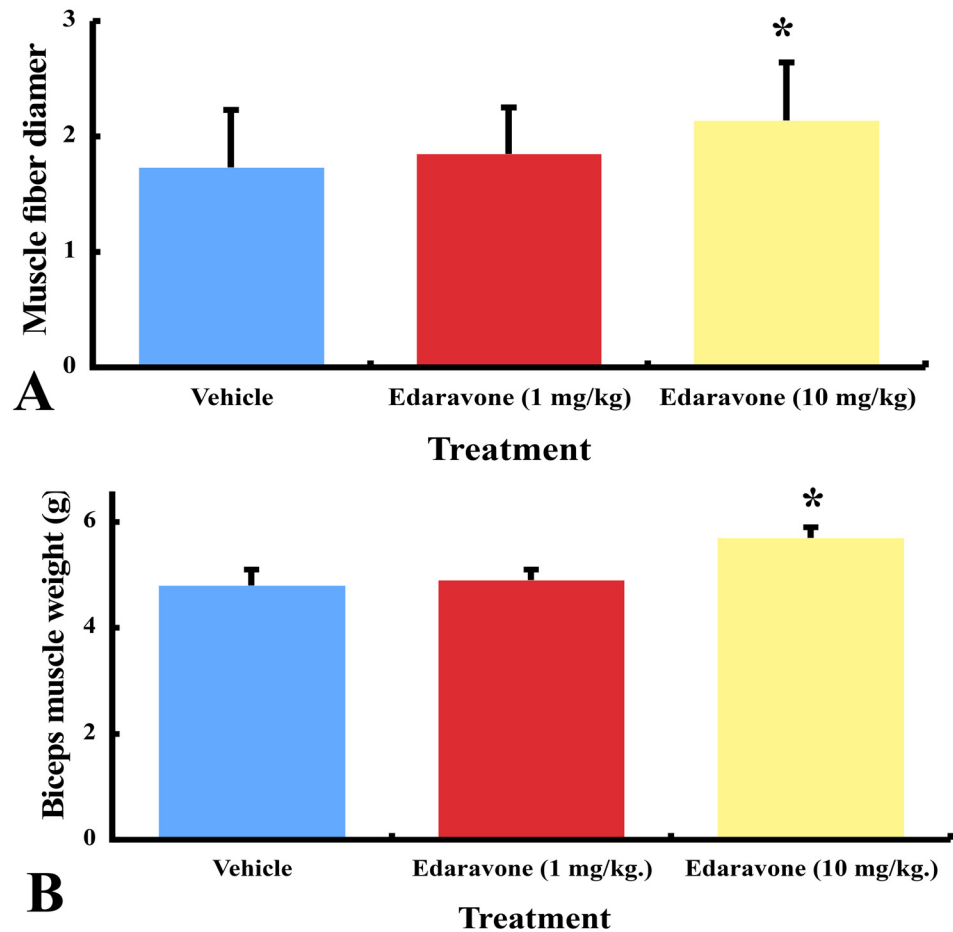 3
*
Muscle fiber diamer
2
1
0
A
Vehicle
Edaravone (1 mg/kg)
Edaravone (10 mg/kg)
Treatment
*
Biceps muscle weight (g
6
4
2
0
Vehicle
Edaravone (1 mg/kg.)
Edaravone (10 mg/kg.)
B
Treatment